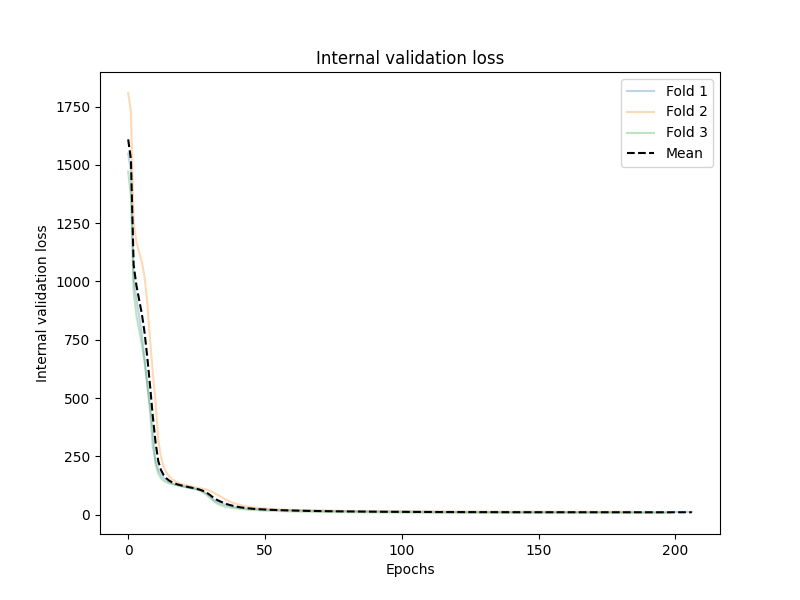 Internal validation loss
Fold 1
Fold 2
Fold 3
Mean
Internal validation loss
1750
1500
1250
1000
750
500
250
0
0 50 100 150 200
Epochs